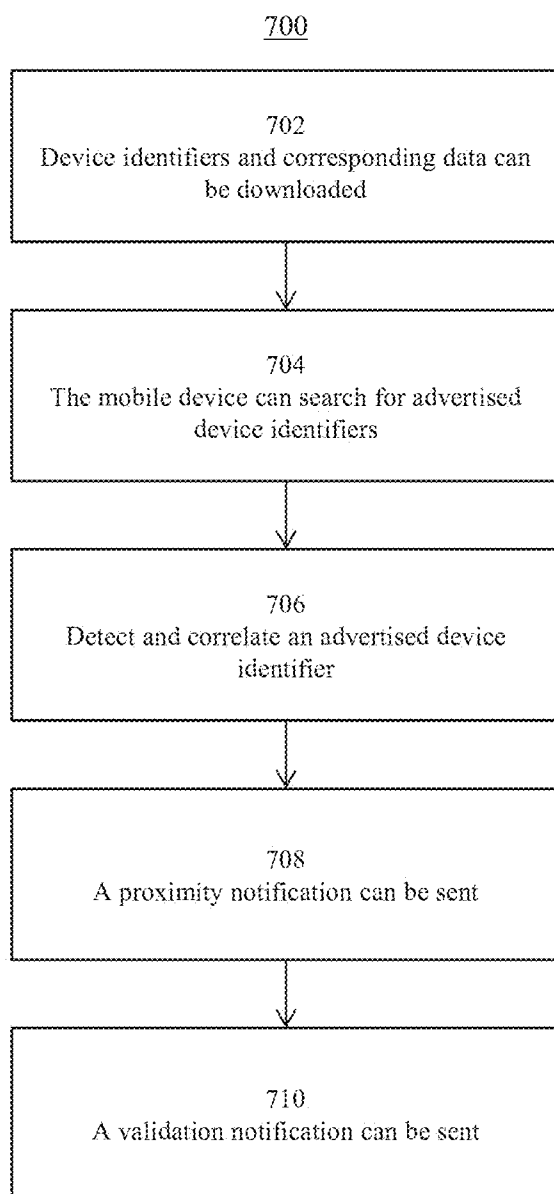 700
702
Device identifiers and corresponding data can
be downloaded
704
The mobile device can search for advertised
device identifiers
706
Detect and correlate an advertised device
identifier
708
A proximity notification can be sent
710
A validation notification can be sent